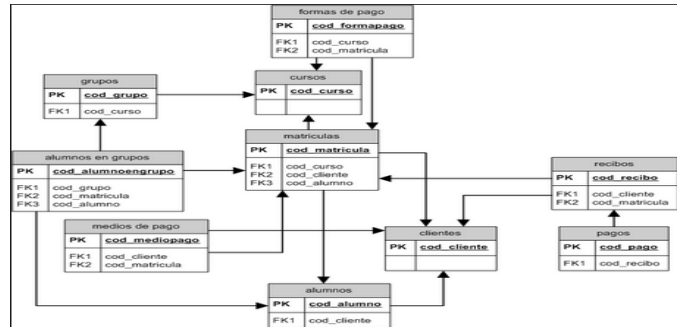 formas de pago
PK cod_formapago
FK1 cod_curso
FK2 cod_matricula
grupos
PK cod_grupo
FK1 cod_curso
cursos
PK cod_curso
alumnos en grupos
PK cod_alumnoengrupo
FK1 cod_grupo
FK2 cod_matricula
FK3 cod_alumno
matriculas
PK cod_matricula
FK1 cod_curso
FK2 cod_cliente
FK3 cod_alumno
recibos
PK cod_recibo
FK1 cod_cliente
FK2 cod_matricula
medios de pago
PK cod_mediopago
FK1 cod_cliente
FK2 cod_matricula
clientes
PK cod_cliente
pagos
PK cod_pago
FK1 cod_recibo
alumnos
PK cod_alumno
FK1 cod_cliente